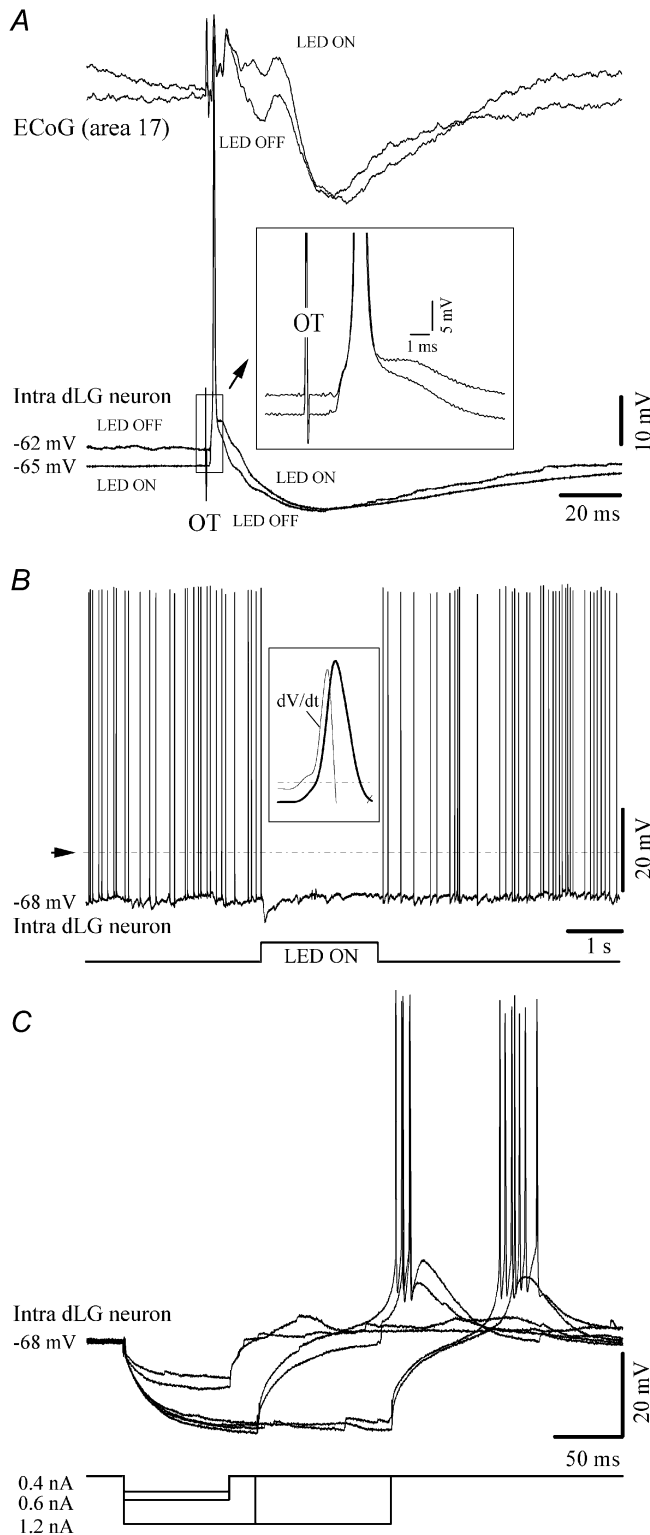 A
LED ON
ECoG (area 17)
LED OFF
OT
5 mV
1 ms
Intra dLG neuron
LED OFF
10 mV
-62 mV
-65 mV
LED ON
LED ON
OT
LED OFF
20 ms
B
dV/dt
20 mV
-68 mV
Intra dLG neuron
1 s
LED ON
C
Intra dLG neuron
-68 mV
20 mV
50 ms
0.4 nA
0.6 nA
1.2 nA